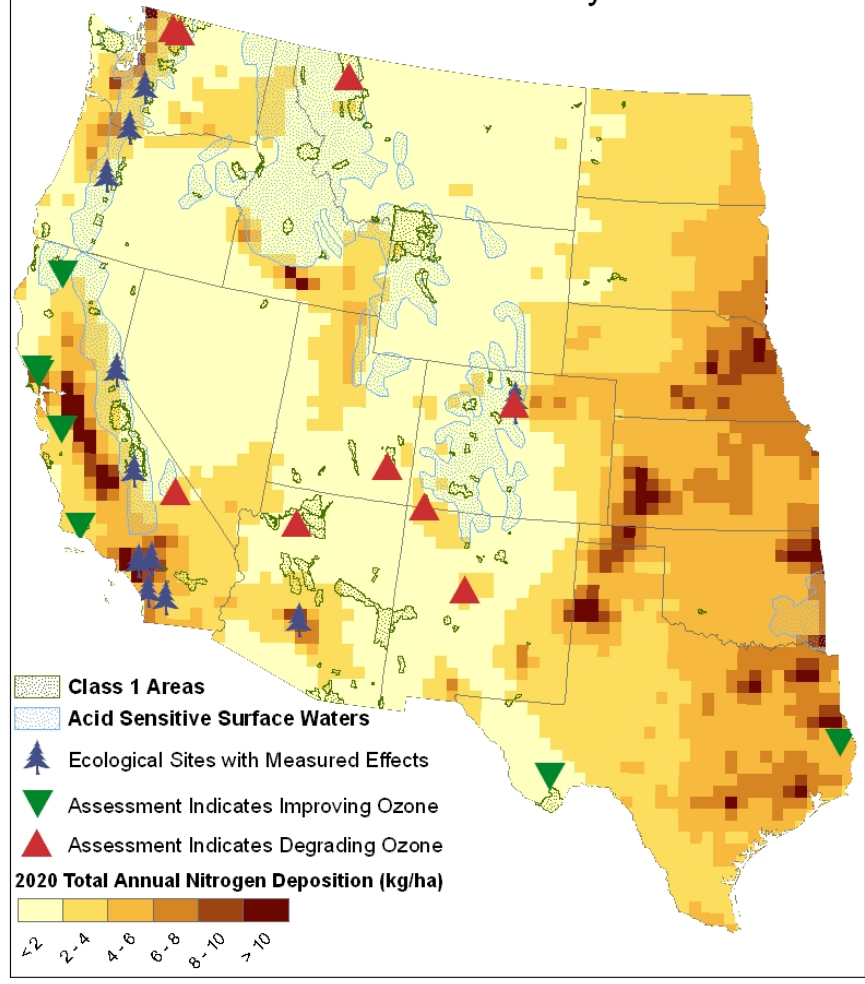 Class 1 Areas
Acid Sensitive Surface Waters
Ecological Sites with Measured Effects
Assessment Indicates Improving Ozone
Assessment Indicates Degrading Ozone
2020 Total Annual Nitrogen Deposition (kg/ha)
<2 2 - 4 4 - 6 6 - 8 8 - 10 > 10